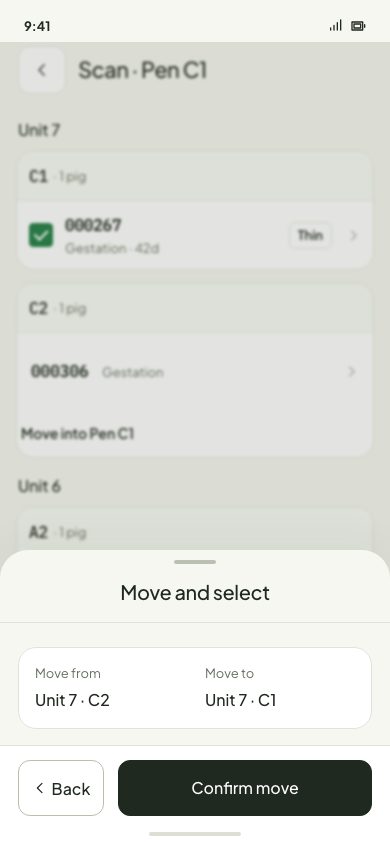 9:41
Scan · Pen C1
Unit 7
C1 · 1 pig
000267
Gestation · 42d
Thin
C2 · 1 pig
000306 Gestation
Move into Pen C1
Unit 6
A2 · 1 pig
Move and select
Move from
Unit 7 · C2
Move to
Unit 7 · C1
Back
Confirm move